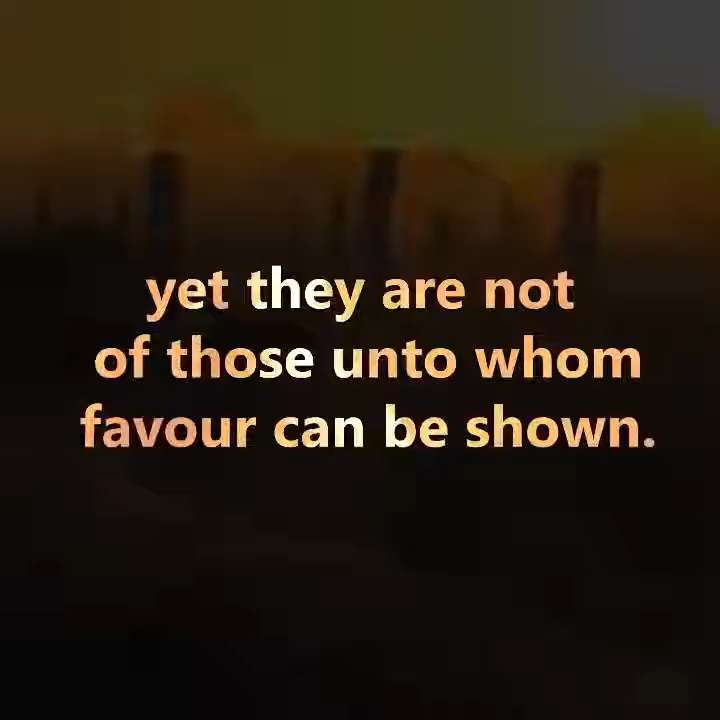 yet they are not
of those unto whom
favour can be shown.